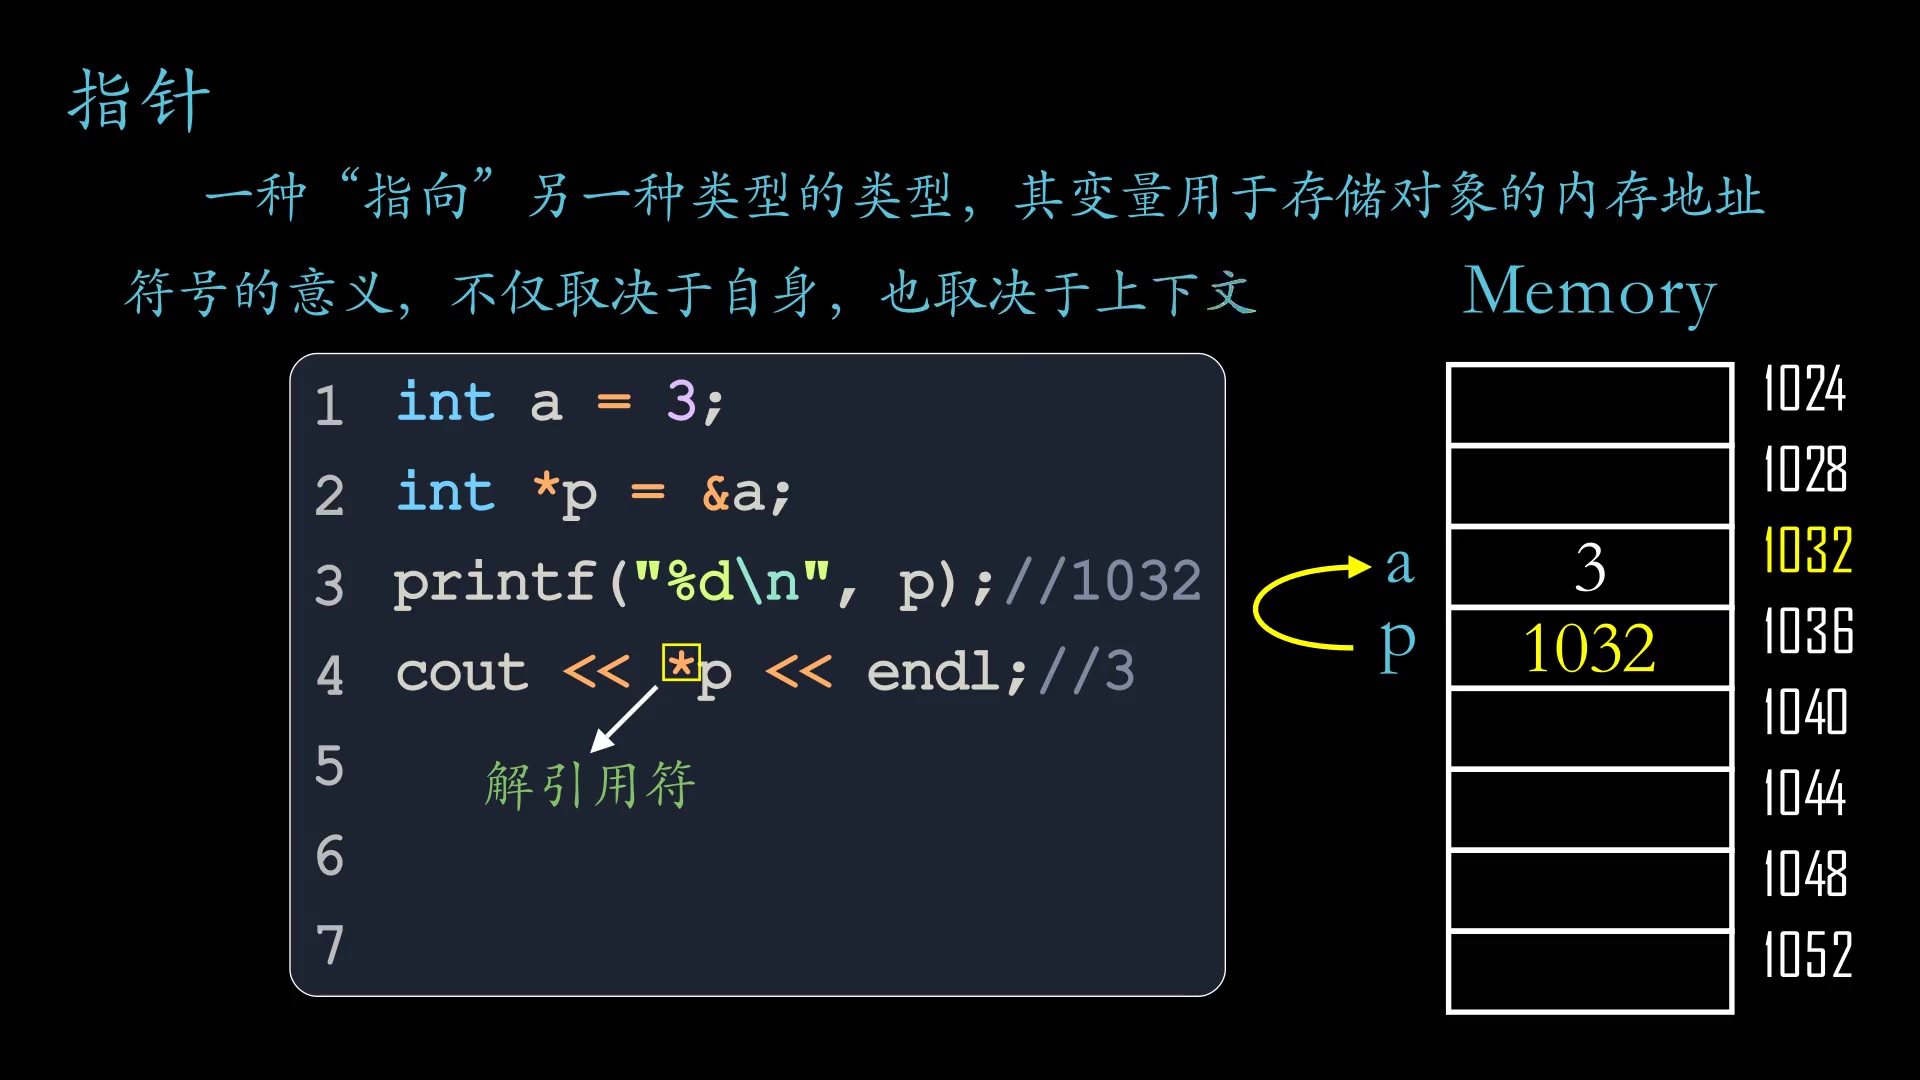 指针
一种“指向”另一种类型的类型，其变量用于存储对象的内存地址
符号的意义，不仅取决于自身，也取决于上下文
Memory
1 int a = 3;
2 int *p = &a;
3 printf("%d\n", p);//1032
4 cout << *p << endl;//3
5
解引用符
6
7
1024
1028
a 3 1032
p 1032 1036
1040
1044
1048
1052